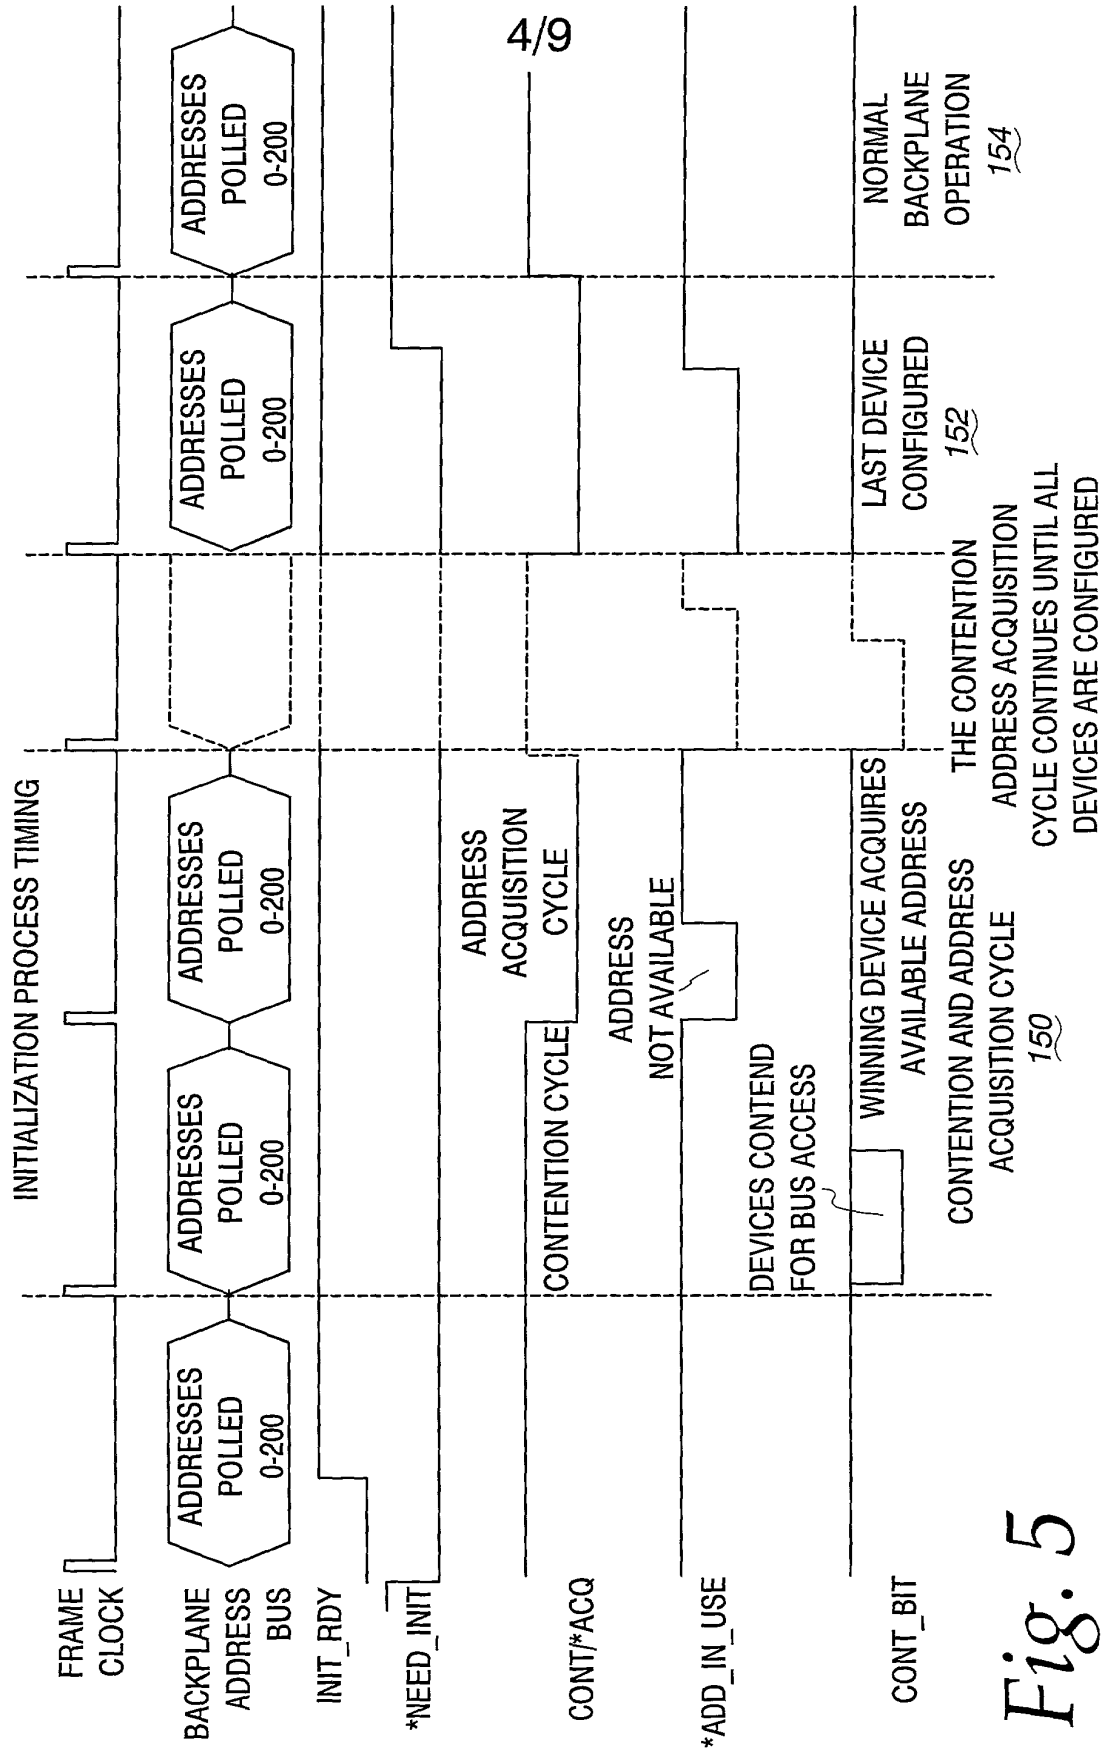 4/9
INITIALIZATION PROCESS TIMING
FRAME
CLOCK
BACKPLANE
ADDRESS
BUS
ADDRESSES
POLLED
0-200
ADDRESSES
POLLED
0-200
ADDRESSES
POLLED
0-200
ADDRESSES
POLLED
0-200
ADDRESSES
POLLED
0-200
INIT_RDY
*NEED_INIT
CONT/*ACQ
CONTENTION CYCLE
ADDRESS
ACQUISITION
CYCLE
*ADD_IN_USE
ADDRESS
NOT AVAILABLE
CONT_BIT
DEVICES CONTEND
FOR BUS ACCESS
WINNING DEVICE ACQUIRES
AVAILABLE ADDRESS
CONTENTION AND ADDRESS
ACQUISITION CYCLE
150
THE CONTENTION
ADDRESS ACQUISITION
CYCLE CONTINUES UNTIL ALL
DEVICES ARE CONFIGURED
LAST DEVICE
CONFIGURED
152
NORMAL
BACKPLANE
OPERATION
154
Fig. 5